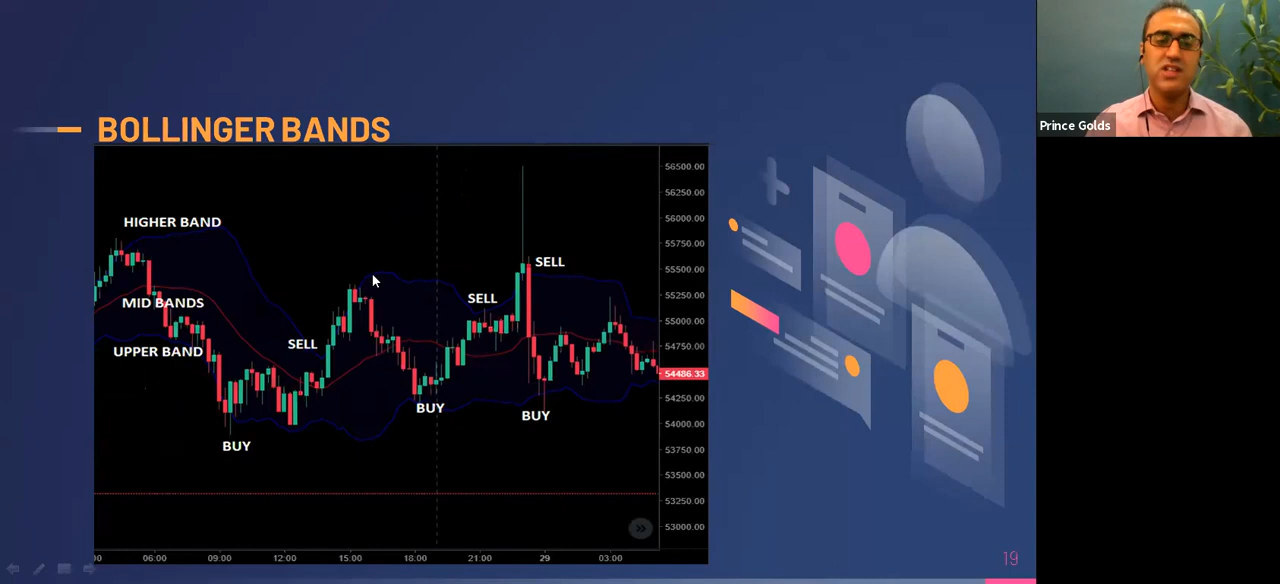 BOLLINGER BANDS
Prince Golds
HIGHER BAND
MID BANDS
UPPER BAND
SELL
SELL
SELL
BUY
BUY
BUY
56500.00
56250.00
56000.00
55750.00
55500.00
55250.00
55000.00
54750.00
54486.33
54250.00
54000.00
53750.00
53500.00
53250.00
53000.00
06:00 09:00 12:00 15:00 18:00 21:00 29 03:00
19